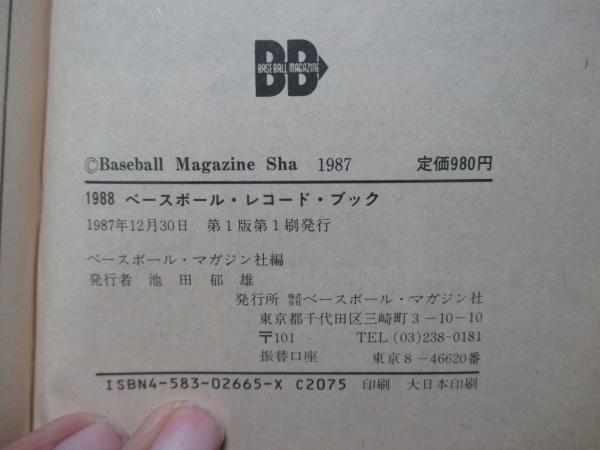 BB
BASEBALL MAGAZINE
©Baseball Magazine Sha 1987 定価980円
1988 ベースボール・レコード・ブック
1987年12月30日 第1版第1刷発行
ベースボール・マガジン社編
発行者 池田郁雄
発行所 株式会社ベースボール・マガジン社
東京都千代田区三崎町3-10-10
〒101 TEL (03)238-0181
振替口座 東京8-46620番
ISBN4-583-02665-X C2075 印刷 大日本印刷